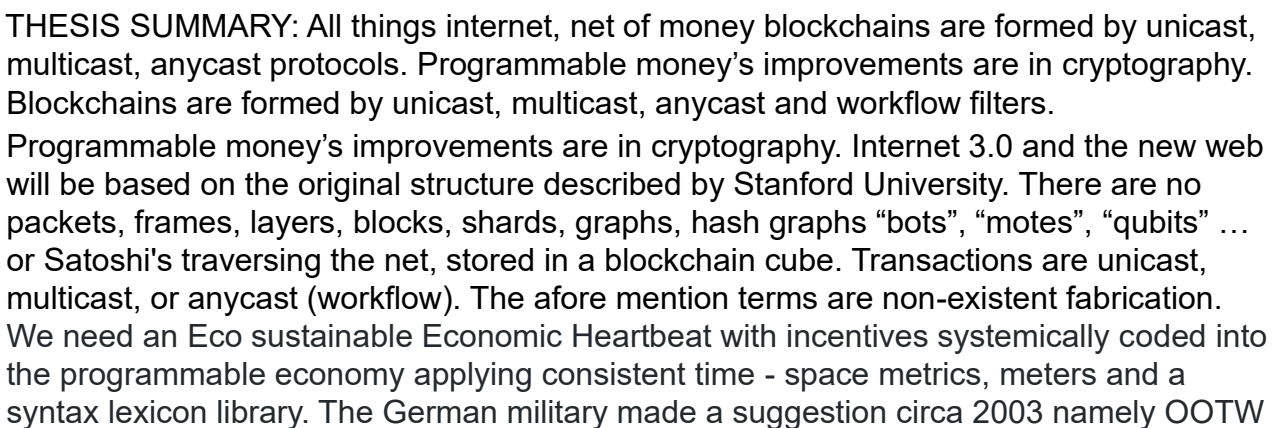 THESIS SUMMARY: All things internet, net of money blockchains are formed by unicast,
multicast, anycast protocols. Programmable money’s improvements are in cryptography.
Blockchains are formed by unicast, multicast, anycast and workflow filters.
Programmable money’s improvements are in cryptography. Internet 3.0 and the new web
will be based on the original structure described by Stanford University. There are no
packets, frames, layers, blocks, shards, graphs, hash graphs “bots”, “motes”, “qubits” …
or Satoshi's traversing the net, stored in a blockchain cube. Transactions are unicast,
multicast, or anycast (workflow). The afore mention terms are non-existent fabrication.
We need an Eco sustainable Economic Heartbeat with incentives systemically coded into
the programmable economy applying consistent time - space metrics, meters and a
syntax lexicon library. The German military made a suggestion circa 2003 namely OOTW